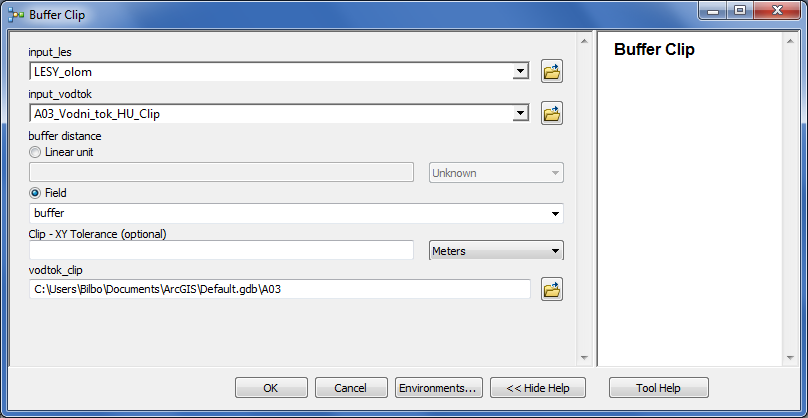 Buffer Clip
input_les
LESY_olom
input_vodtok
A03_Vodni_tok_HU_Clip
buffer distance
Linear unit
Unknown
Field
buffer
Clip - XY Tolerance (optional)
Meters
vodtok_clip
C:\Users\Bilbo\Documents\ArcGIS\Default.gdb\A03
Buffer Clip
OK
Cancel
Environments...
<< Hide Help
Tool Help